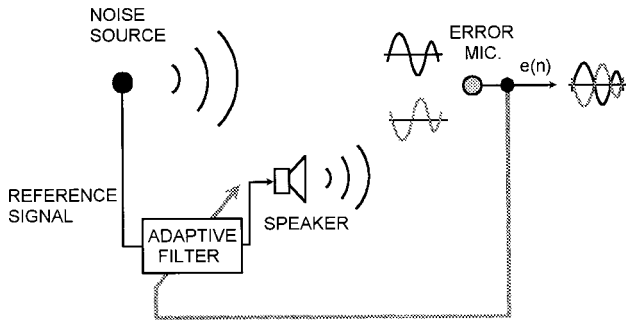 NOISE
SOURCE
ERROR
MIC.
e(n)
REFERENCE
SIGNAL
SPEAKER
ADAPTIVE
FILTER